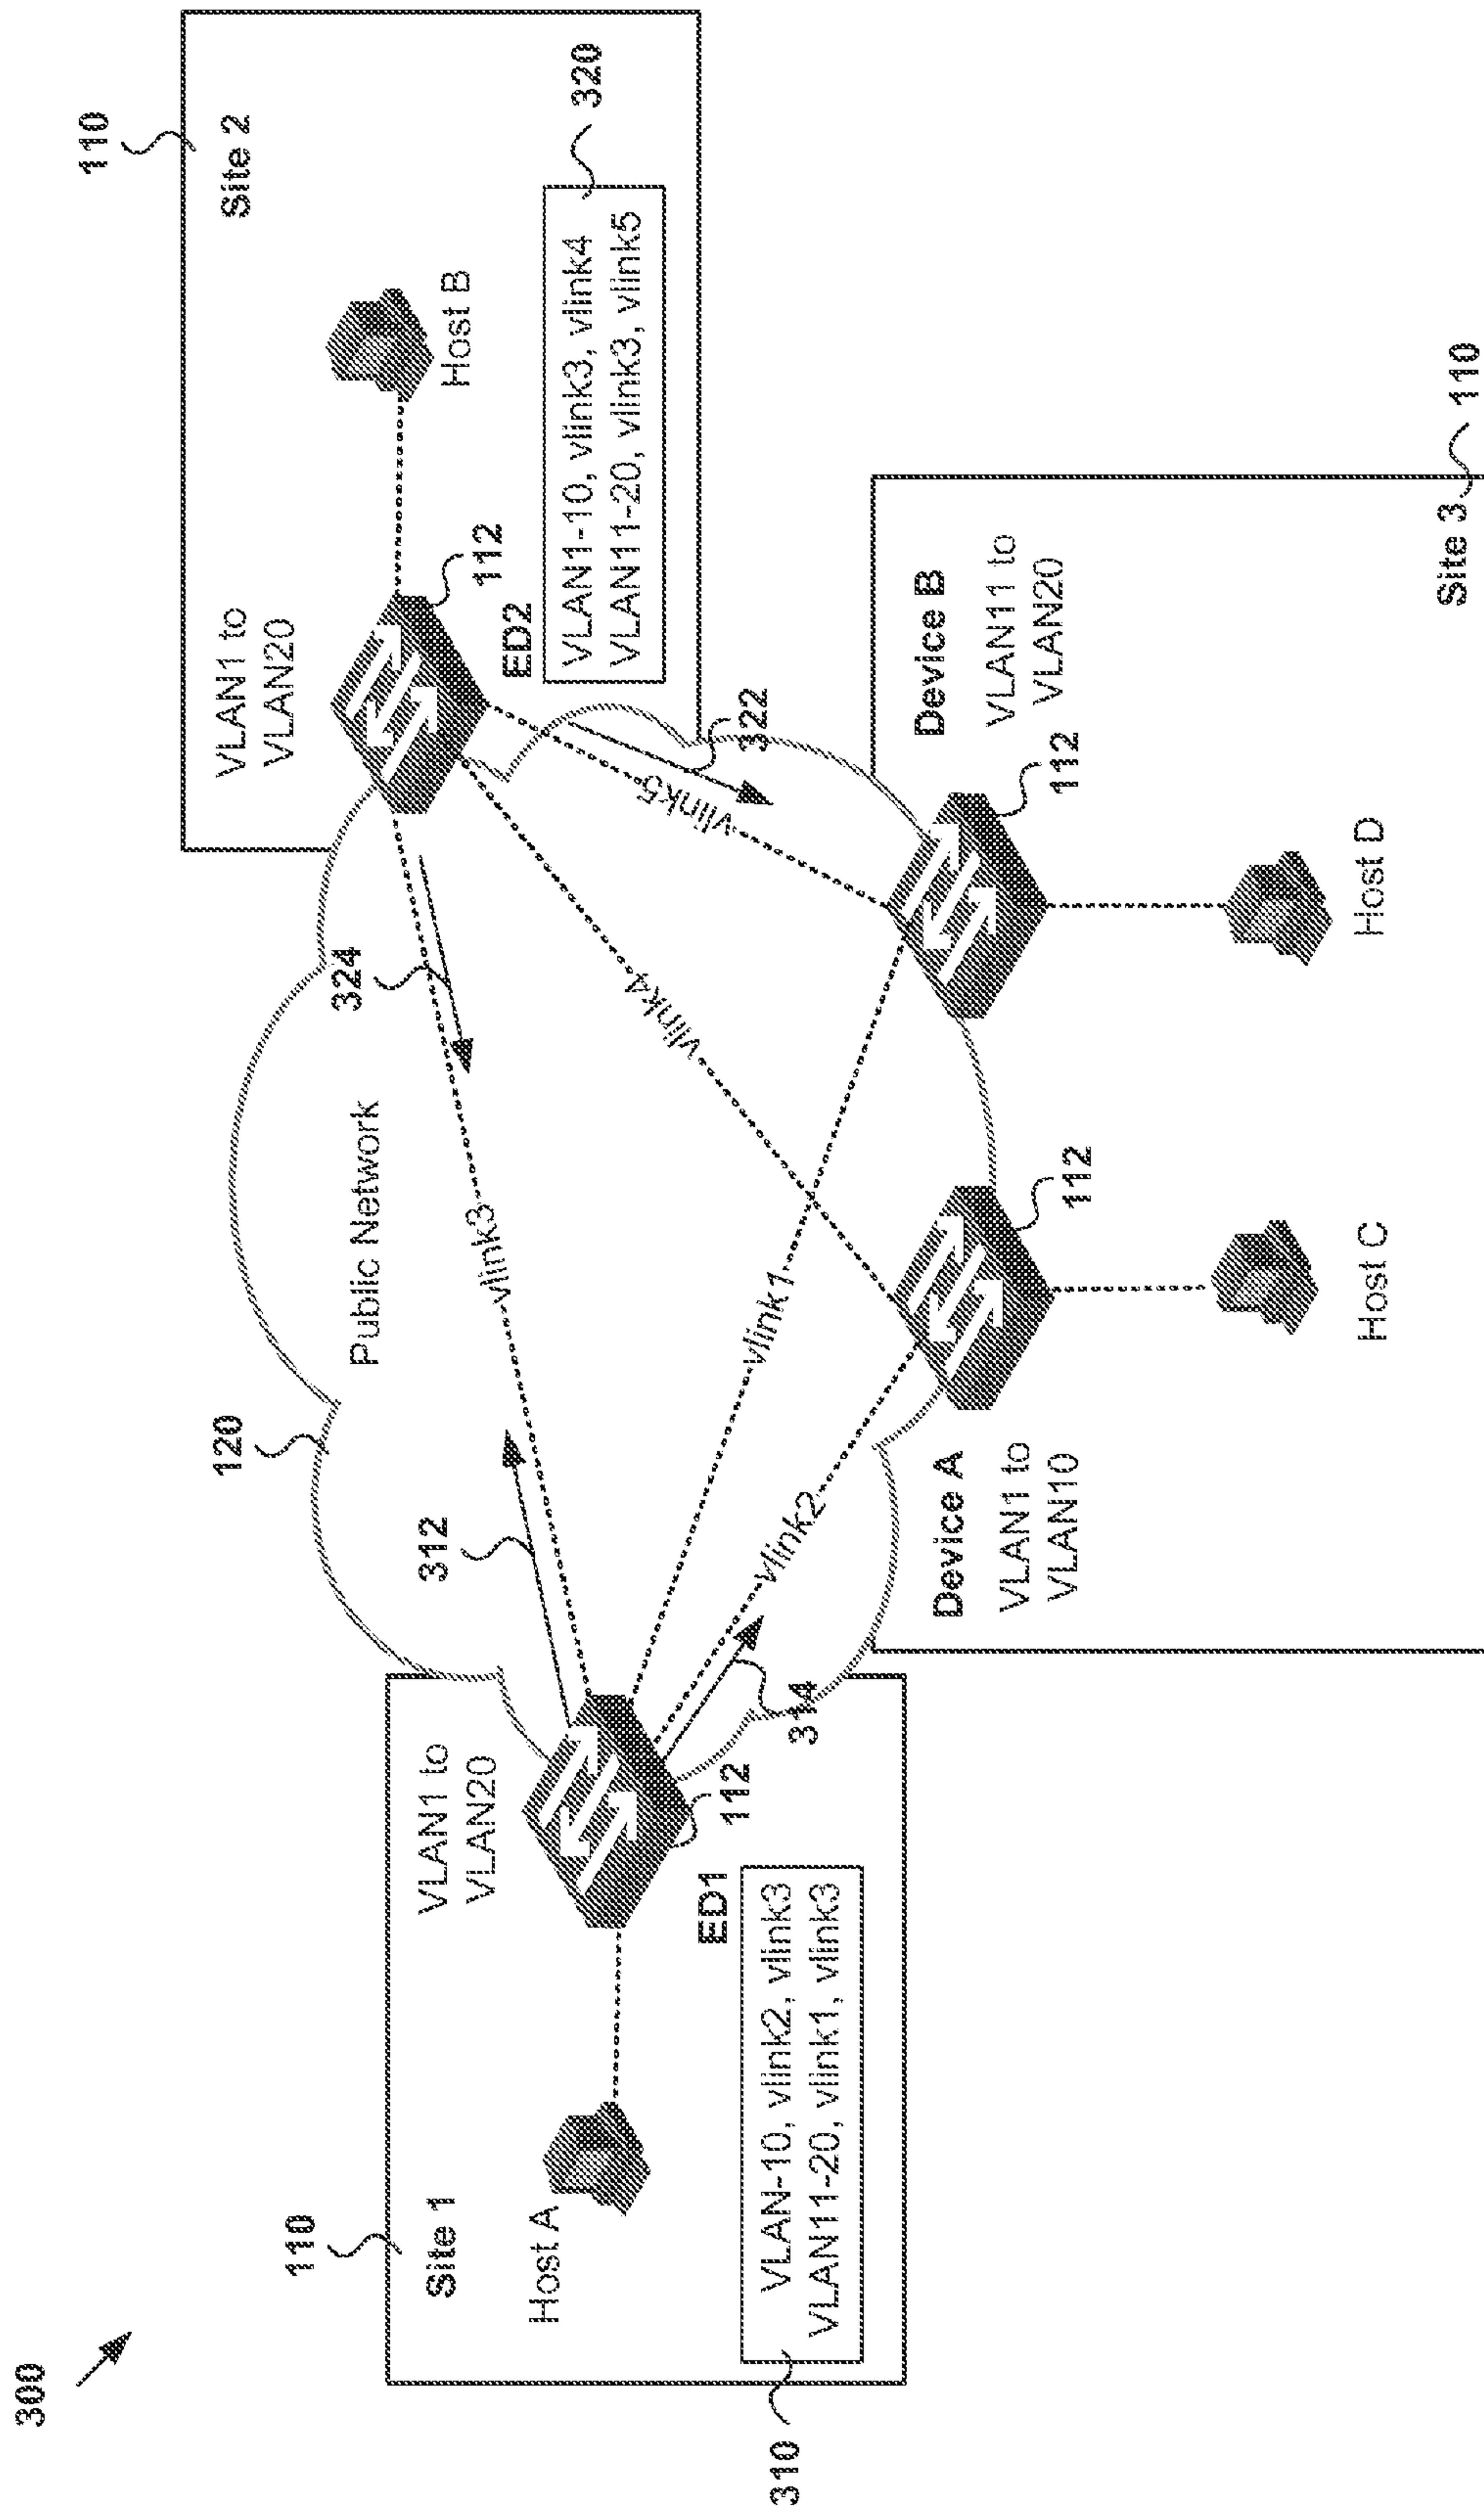 300
110
Site 1
Host A
VLAN1 to
VLAN20
ED1
112
VLAN-10, vlink2, vlink3
VLAN11-20, vlink1, vlink3
310
312
314
120
Public Network
vlink3
vlink1
vlink2
vlink4
vlink5
324
322
110
Site 2
VLAN1 to
VLAN20
112
ED2
Host B
VLAN1-10, vlink3, vlink4
VLAN11-20, vlink3, vlink5
320
Device A
VLAN1 to
VLAN10
112
Host C
Device B
VLAN11 to
VLAN20
112
Host D
Site 3
110